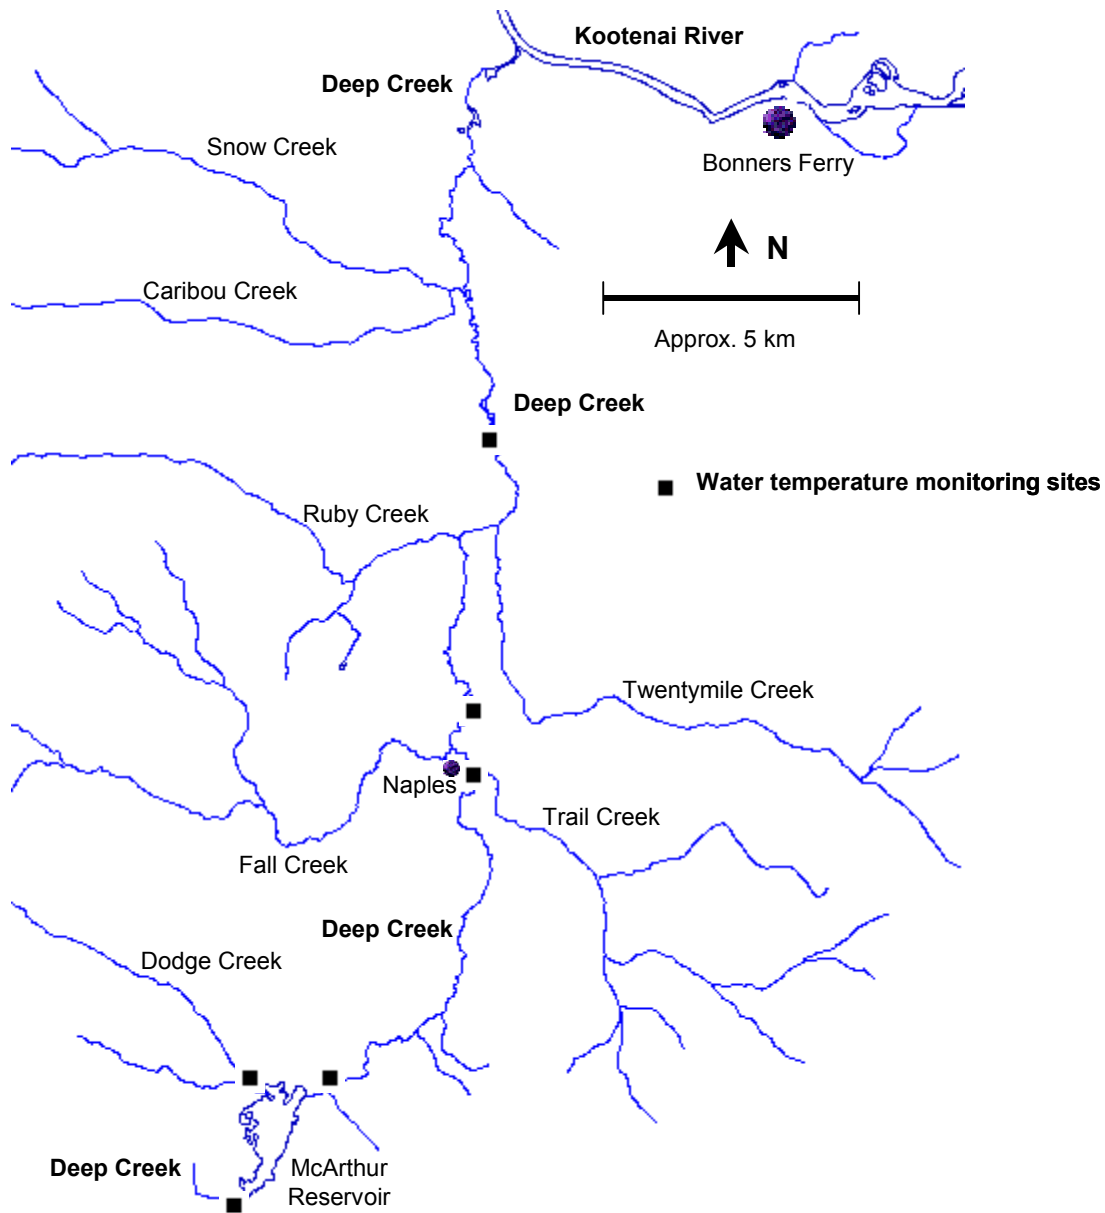 Kootenai River
Deep Creek
Snow Creek
Bonners Ferry
N
Caribou Creek
Approx. 5 km
Deep Creek
Water temperature monitoring sites
Ruby Creek
Twentymile Creek
Naples
Trail Creek
Fall Creek
Deep Creek
Dodge Creek
Deep Creek
McArthur
Reservoir